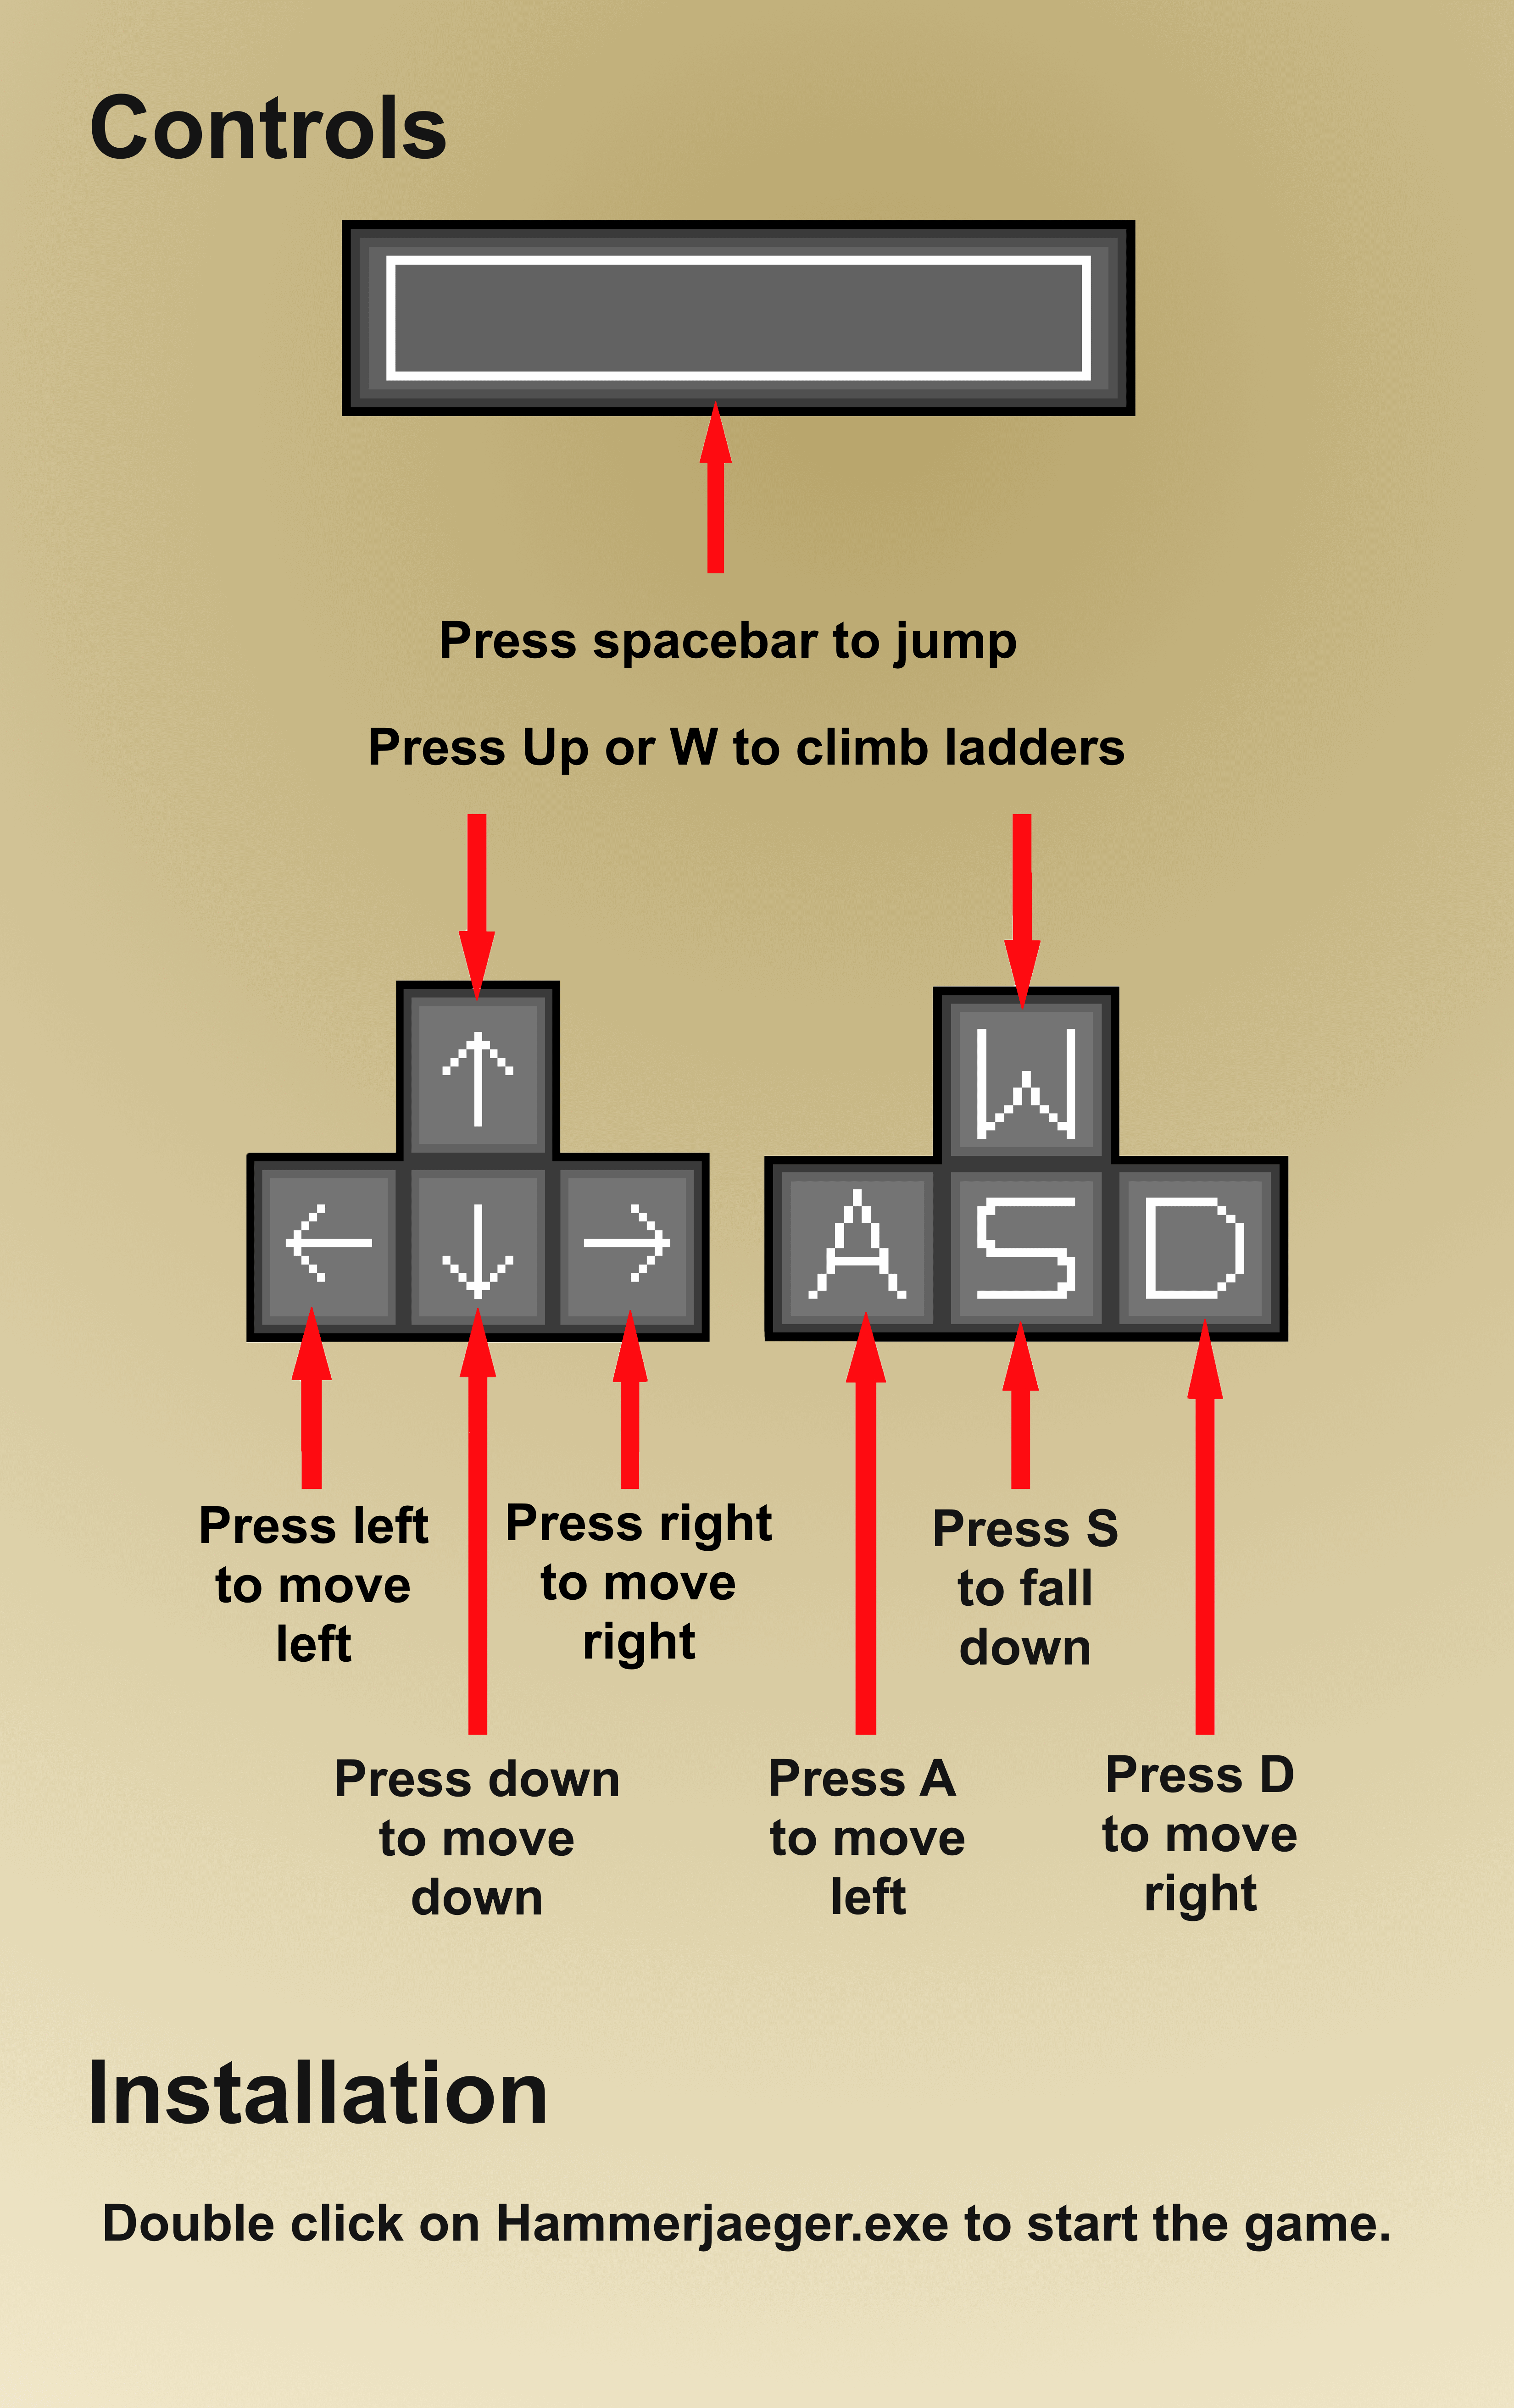 Controls
Press spacebar to jump
Press Up or W to climb ladders
↑
W
← ↓ →
A S D
Press left
to move
left
Press right
to move
right
Press S
to fall
down
Press down
to move
down
Press A
to move
left
Press D
to move
right
Installation
Double click on Hammerjaeger.exe to start the game.